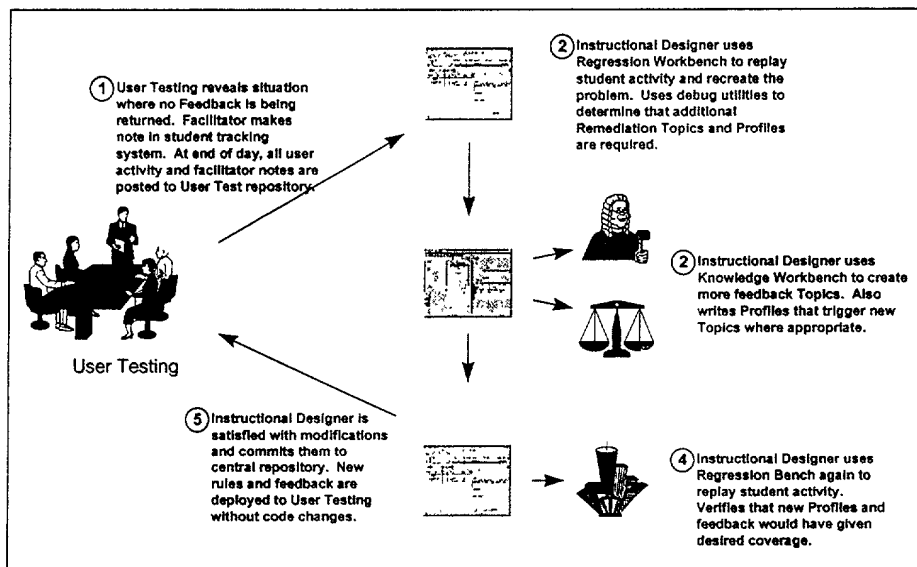 1 User Testing reveals situation
where no Feedback is being
returned. Facilitator makes
note in student tracking
system. At end of day, all user
activity and facilitator notes are
posted to User Test repository.
User Testing
2 Instructional Designer uses
Regression Workbench to replay
student activity and recreate the
problem. Uses debug utilities to
determine that additional
Remediation Topics and Profiles
are required.
2 Instructional Designer uses
Knowledge Workbench to create
more feedback Topics. Also
writes Profiles that trigger new
Topics where appropriate.
4 Instructional Designer uses
Regression Bench again to
replay student activity.
Verifies that new Profiles and
feedback would have given
desired coverage.
5 Instructional Designer is
satisfied with modifications
and commits them to
central repository. New
rules and feedback are
deployed to User Testing
without code changes.